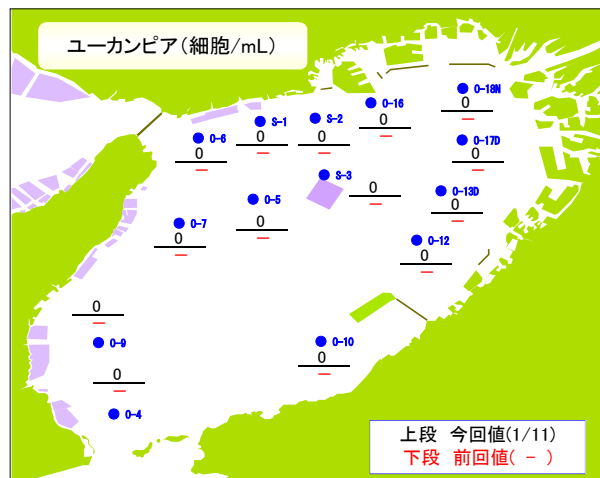 ユーカンピア(細胞/mL)
O-18N
0
—
O-16
0
—
S-1
0
—
S-2
0
—
O-6
0
—
O-17D
0
—
S-3
0
—
O-13D
0
—
O-5
0
—
O-7
0
—
O-12
0
—
0
—
O-9
O-10
0
—
0
—
O-4
上段 今回値(1/11)
下段 前回値( - )